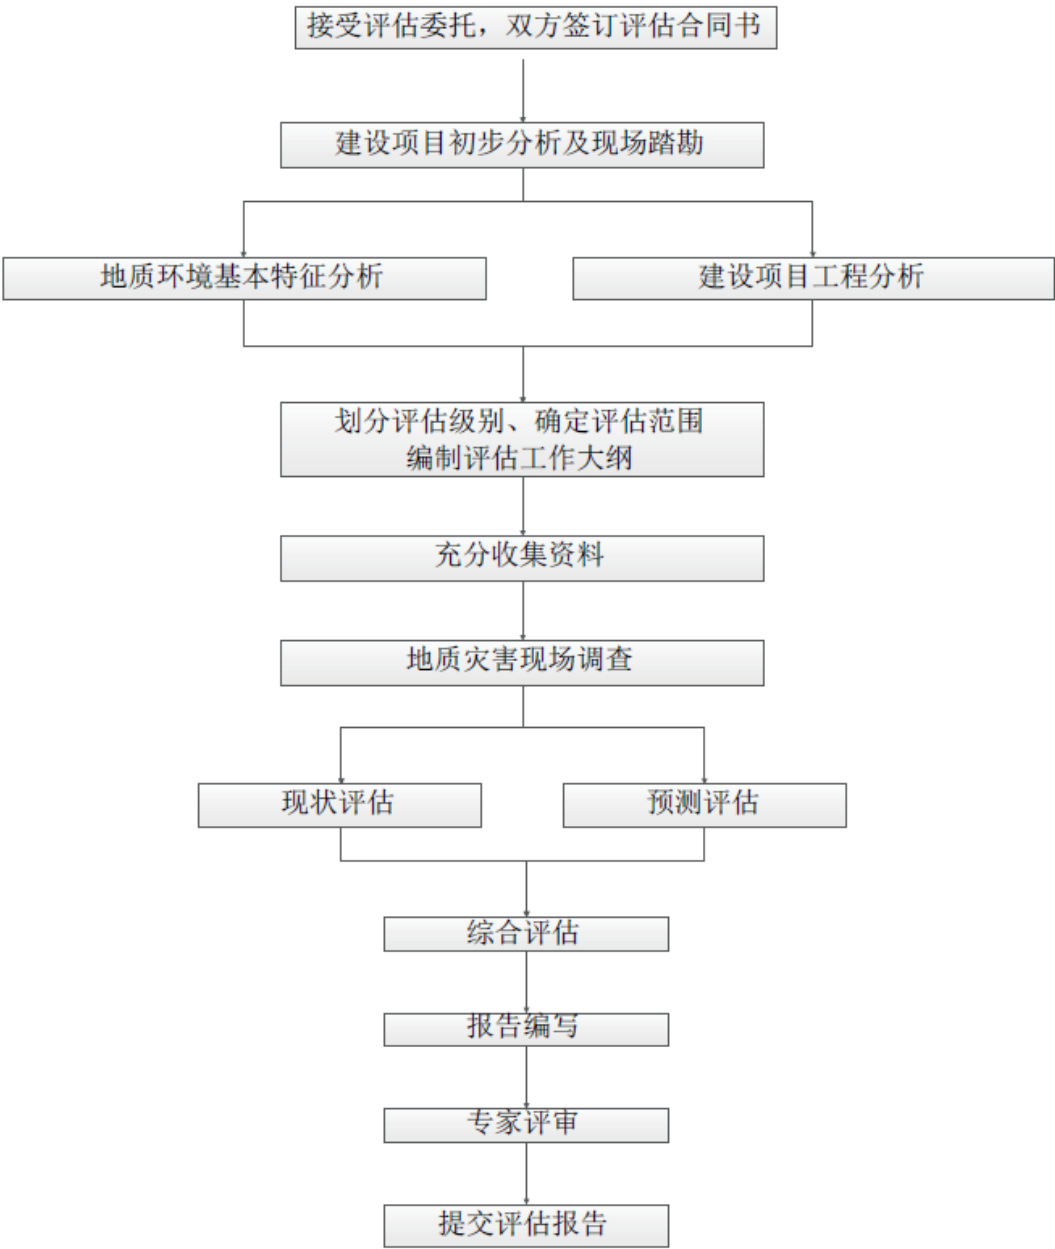 接受评估委托，双方签订评估合同书
建设项目初步分析及现场踏勘
地质环境基本特征分析
建设项目工程分析
划分评估级别、确定评估范围
编制评估工作大纲
充分收集资料
地质灾害现场调查
现状评估
预测评估
综合评估
报告编写
专家评审
提交评估报告